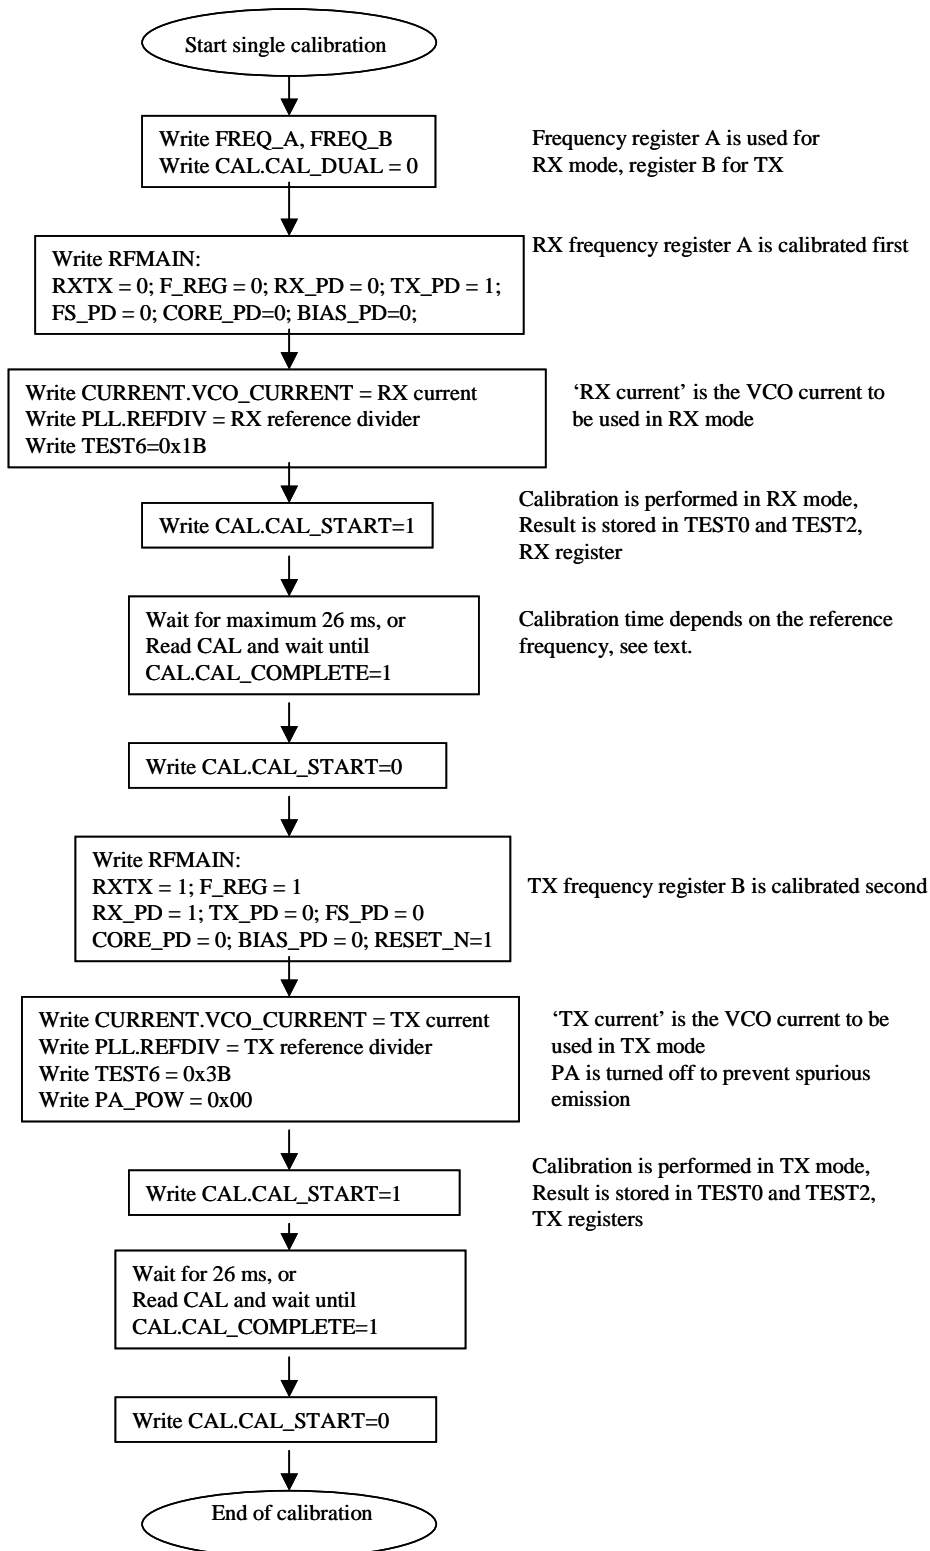 Start single calibration
Write FREQ_A, FREQ_B
Write CAL.CAL_DUAL = 0
Frequency register A is used for
RX mode, register B for TX
Write RFMAIN:
RXTX = 0; F_REG = 0; RX_PD = 0; TX_PD = 1;
FS_PD = 0; CORE_PD=0; BIAS_PD=0;
RX frequency register A is calibrated first
Write CURRENT.VCO_CURRENT = RX current
Write PLL.REFDIV = RX reference divider
Write TEST6=0x1B
‘RX current’ is the VCO current to
be used in RX mode
Write CAL.CAL_START=1
Calibration is performed in RX mode,
Result is stored in TEST0 and TEST2,
RX register
Wait for maximum 26 ms, or
Read CAL and wait until
CAL.CAL_COMPLETE=1
Calibration time depends on the reference
frequency, see text.
Write CAL.CAL_START=0
Write RFMAIN:
RXTX = 1; F_REG = 1
RX_PD = 1; TX_PD = 0; FS_PD = 0
CORE_PD = 0; BIAS_PD = 0; RESET_N=1
TX frequency register B is calibrated second
Write CURRENT.VCO_CURRENT = TX current
Write PLL.REFDIV = TX reference divider
Write TEST6 = 0x3B
Write PA_POW = 0x00
‘TX current’ is the VCO current to be
used in TX mode
PA is turned off to prevent spurious
emission
Write CAL.CAL_START=1
Calibration is performed in TX mode,
Result is stored in TEST0 and TEST2,
TX registers
Wait for 26 ms, or
Read CAL and wait until
CAL.CAL_COMPLETE=1
Write CAL.CAL_START=0
End of calibration